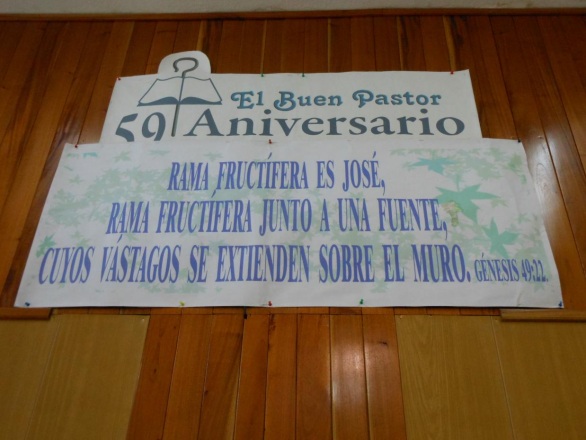 El Buen Pastor
59 Aniversario
RAMA FRUCTÍFERA ES JOSÉ,
RAMA FRUCTÍFERA JUNTO A UNA FUENTE,
CUYOS VÁSTAGOS SE EXTIENDEN SOBRE EL MURO. GÉNESIS 49:22